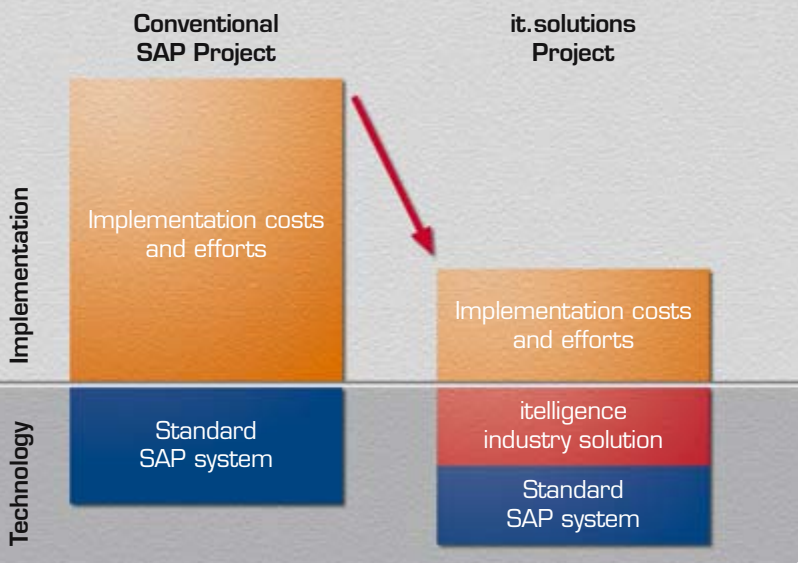 Conventional
SAP Project
it.solutions
Project
Implementation
Implementation costs
and efforts
Implementation costs
and efforts
Technology
Standard
SAP system
itelligence
industry solution
Standard
SAP system